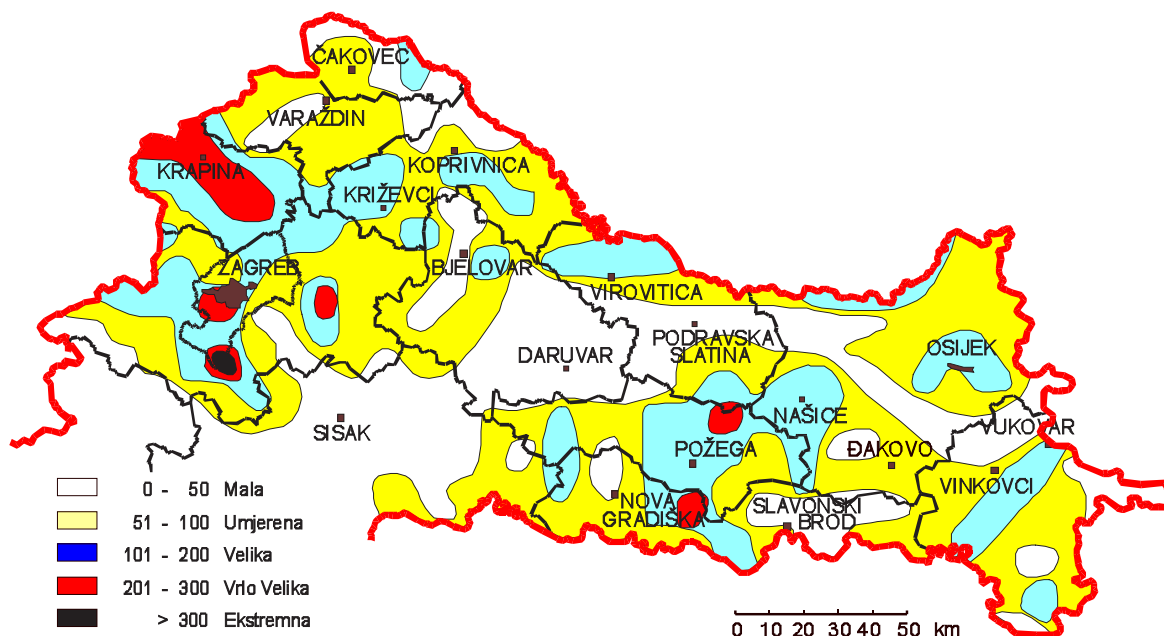 ČAKOVEC
VARAŽDIN
KRAPINA
KOPRIVNICA
KRIŽEVCI
ZAGREB
BJELOVAR
VIROVITICA
PODRAVSKA
SLATINA
DARUVAR
OSIJEK
NAŠICE
SISAK
VUKOVAR
POŽEGA
ĐAKOVO
VINKOVCI
NOVA
GRADIŠKA
SLAVONSKI
BROD
0 - 50 Mala
51 - 100 Umjerena
101 - 200 Velika
201 - 300 Vrlo Velika
> 300 Ekstremna
0 10 20 30 40 50 km